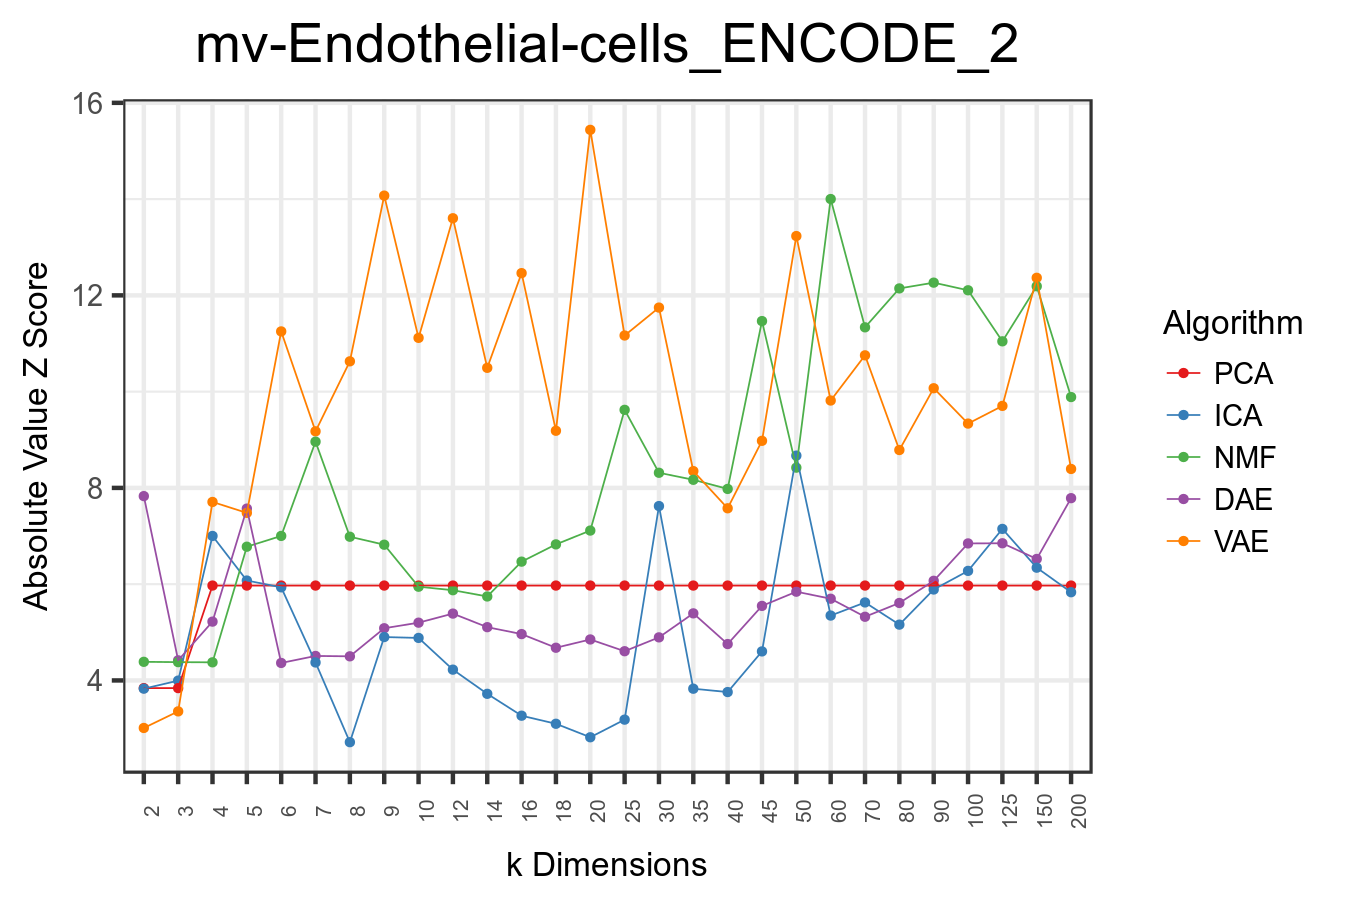 mv-Endothelial-cells_ENCODE_2
Absolute Value Z Score
16
12
8
4
2 3 4 5 6 7 8 9 10 12 14 16 18 20 25 30 35 40 45 50 60 70 80 90 100 125 150 200
k Dimensions
Algorithm
PCA
ICA
NMF
DAE
VAE